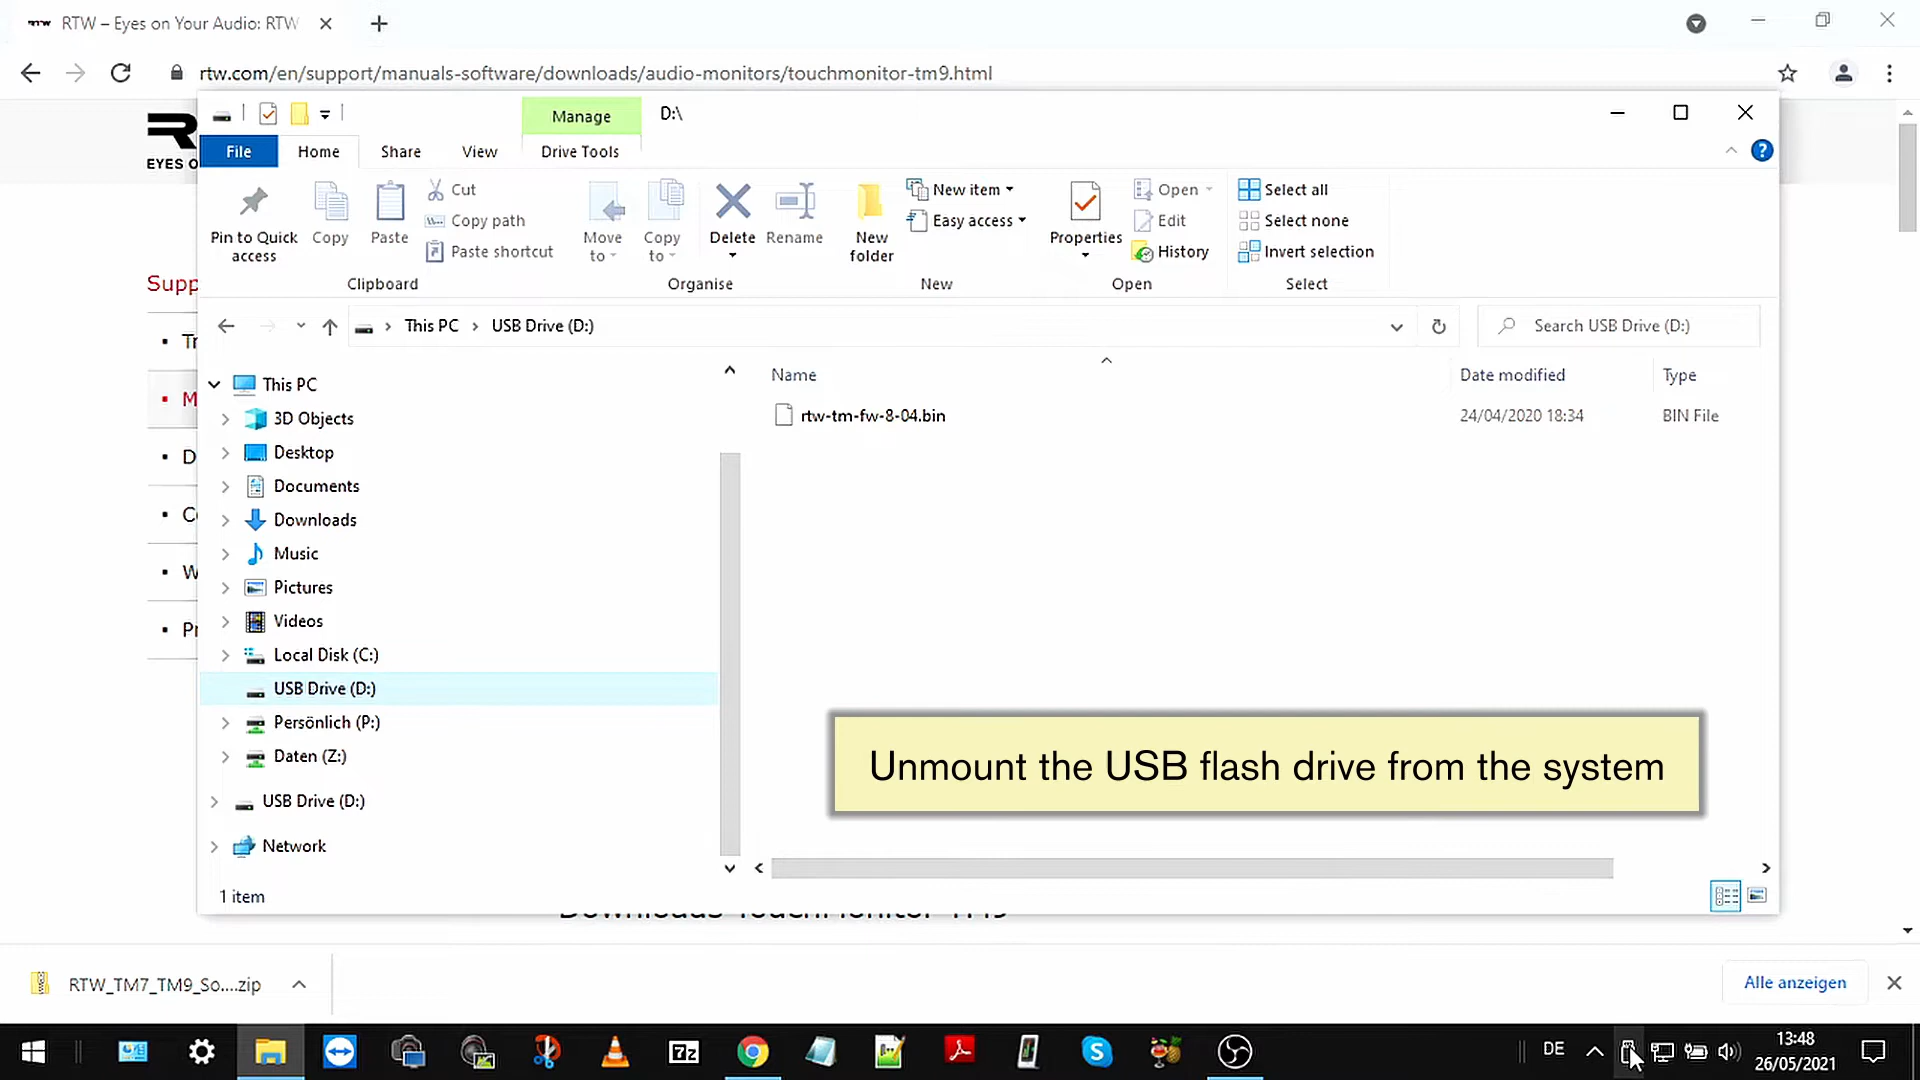 RTW – Eyes on Your Audio: RTW
rtw.com/en/support/manuals-software/downloads/audio-monitors/touchmonitor-tm9.html
EYES O
Manage
D:\
File
Home
Share
View
Drive Tools
Pin to Quick access
Copy
Paste
Cut
Copy path
Paste shortcut
Clipboard
Move to
Copy to
Delete
Rename
Organise
New folder
New item
Easy access
New
Properties
Open
Edit
History
Open
Select all
Select none
Invert selection
Select
Supp
This PC
USB Drive (D:)
Search USB Drive (D:)
Name
Date modified
Type
rtw-tm-fw-8-04.bin
24/04/2020 18:34
BIN File
This PC
3D Objects
Desktop
Documents
Downloads
Music
Pictures
Videos
Local Disk (C:)
USB Drive (D:)
Persönlich (P:)
Daten (Z:)
USB Drive (D:)
Network
Unmount the USB flash drive from the system
1 item
Downloads TouchMonitor TM9
RTW_TM7_TM9_So....zip
Alle anzeigen
7z
DE
13:48
26/05/2021